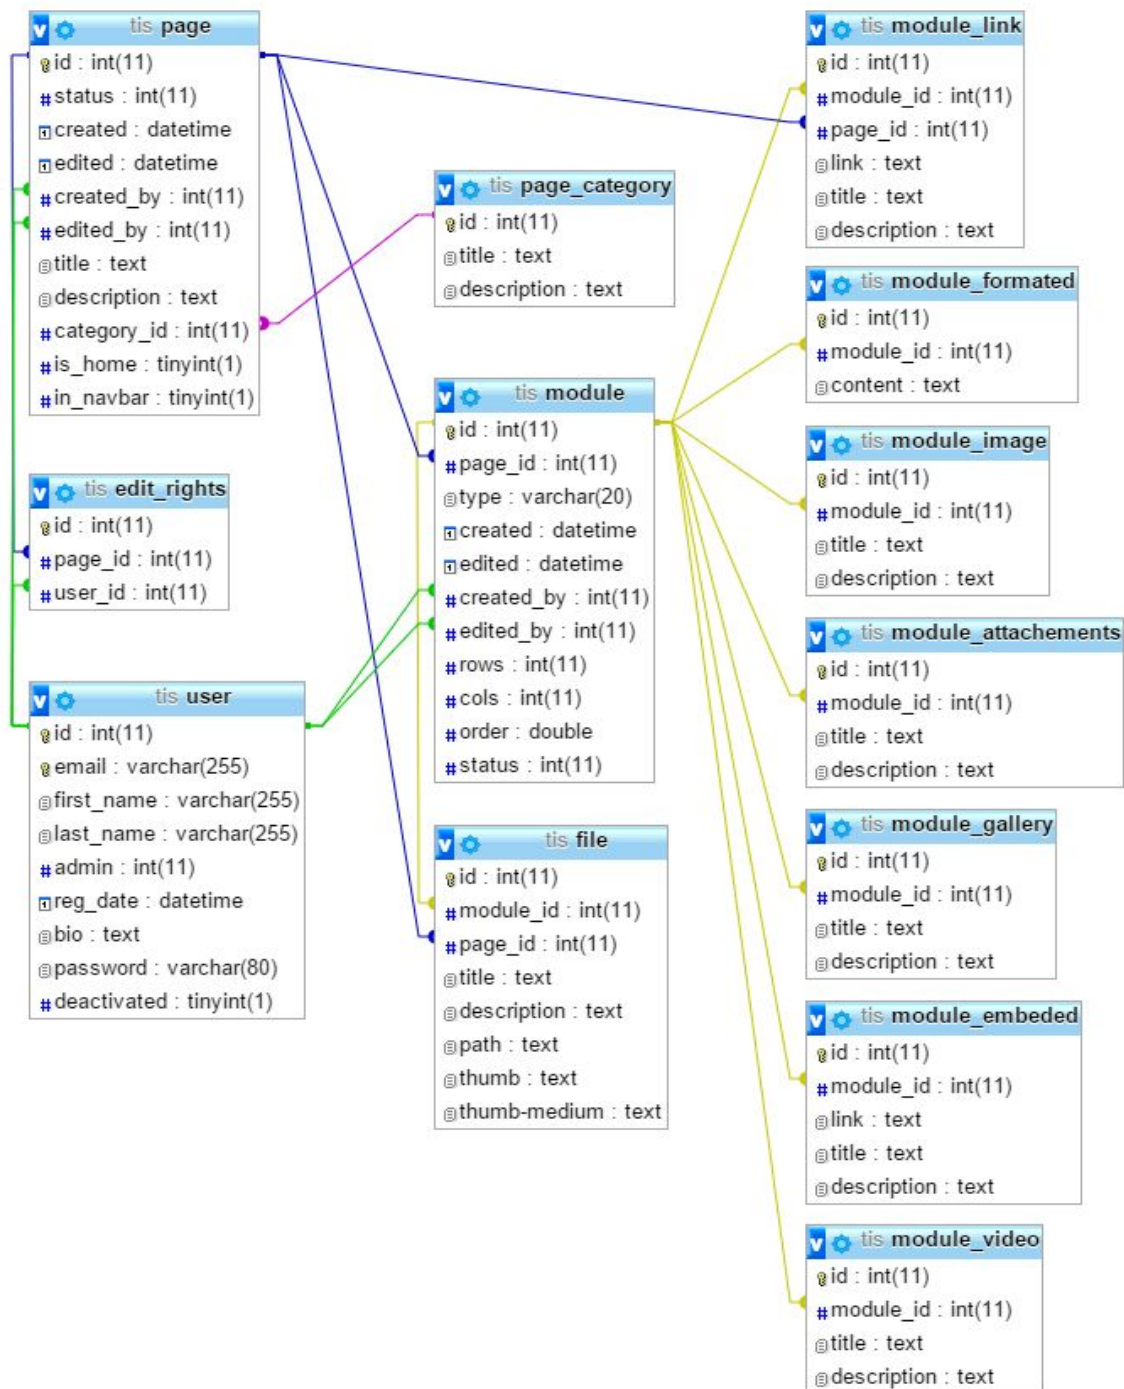 tis page
id : int(11)
status : int(11)
created : datetime
edited : datetime
created_by : int(11)
edited_by : int(11)
title : text
description : text
category_id : int(11)
is_home : tinyint(1)
in_navbar : tinyint(1)
tis edit_rights
id : int(11)
page_id : int(11)
user_id : int(11)
tis user
id : int(11)
email : varchar(255)
first_name : varchar(255)
last_name : varchar(255)
admin : int(11)
reg_date : datetime
bio : text
password : varchar(80)
deactivated : tinyint(1)
tis page_category
id : int(11)
title : text
description : text
tis module
id : int(11)
page_id : int(11)
type : varchar(20)
created : datetime
edited : datetime
created_by : int(11)
edited_by : int(11)
rows : int(11)
cols : int(11)
order : double
status : int(11)
tis file
id : int(11)
module_id : int(11)
page_id : int(11)
title : text
description : text
path : text
thumb : text
thumb-medium : text
tis module_link
id : int(11)
module_id : int(11)
page_id : int(11)
link : text
title : text
description : text
tis module_formated
id : int(11)
module_id : int(11)
content : text
tis module_image
id : int(11)
module_id : int(11)
title : text
description : text
tis module_attachements
id : int(11)
module_id : int(11)
title : text
description : text
tis module_gallery
id : int(11)
module_id : int(11)
title : text
description : text
tis module_embeded
id : int(11)
module_id : int(11)
link : text
title : text
description : text
tis module_video
id : int(11)
module_id : int(11)
title : text
description : text